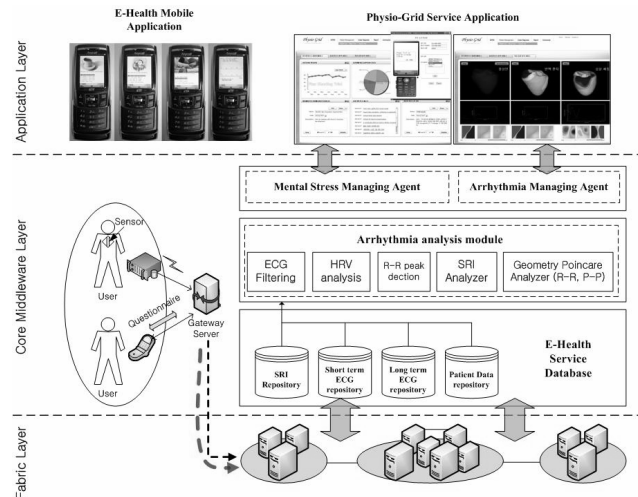 E-Health Mobile
Application
Physio-Grid Service Application
Application Layer
Mental Stress Managing Agent
Arrhythmia Managing Agent
Core Middleware Layer
Sensor
User
Questionnaire
User
Gateway
Server
Arrhythmia analysis module
ECG
Filtering
HRV
analysis
R-R peak
dection
SRI
Analyzer
Geometry Poincare
Analyzer (R-R, P-P)
SRI
Repository
Short term
ECG
repository
Long term
ECG
repository
Patient Data
repository
E-Health
Service
Database
Fabric Layer